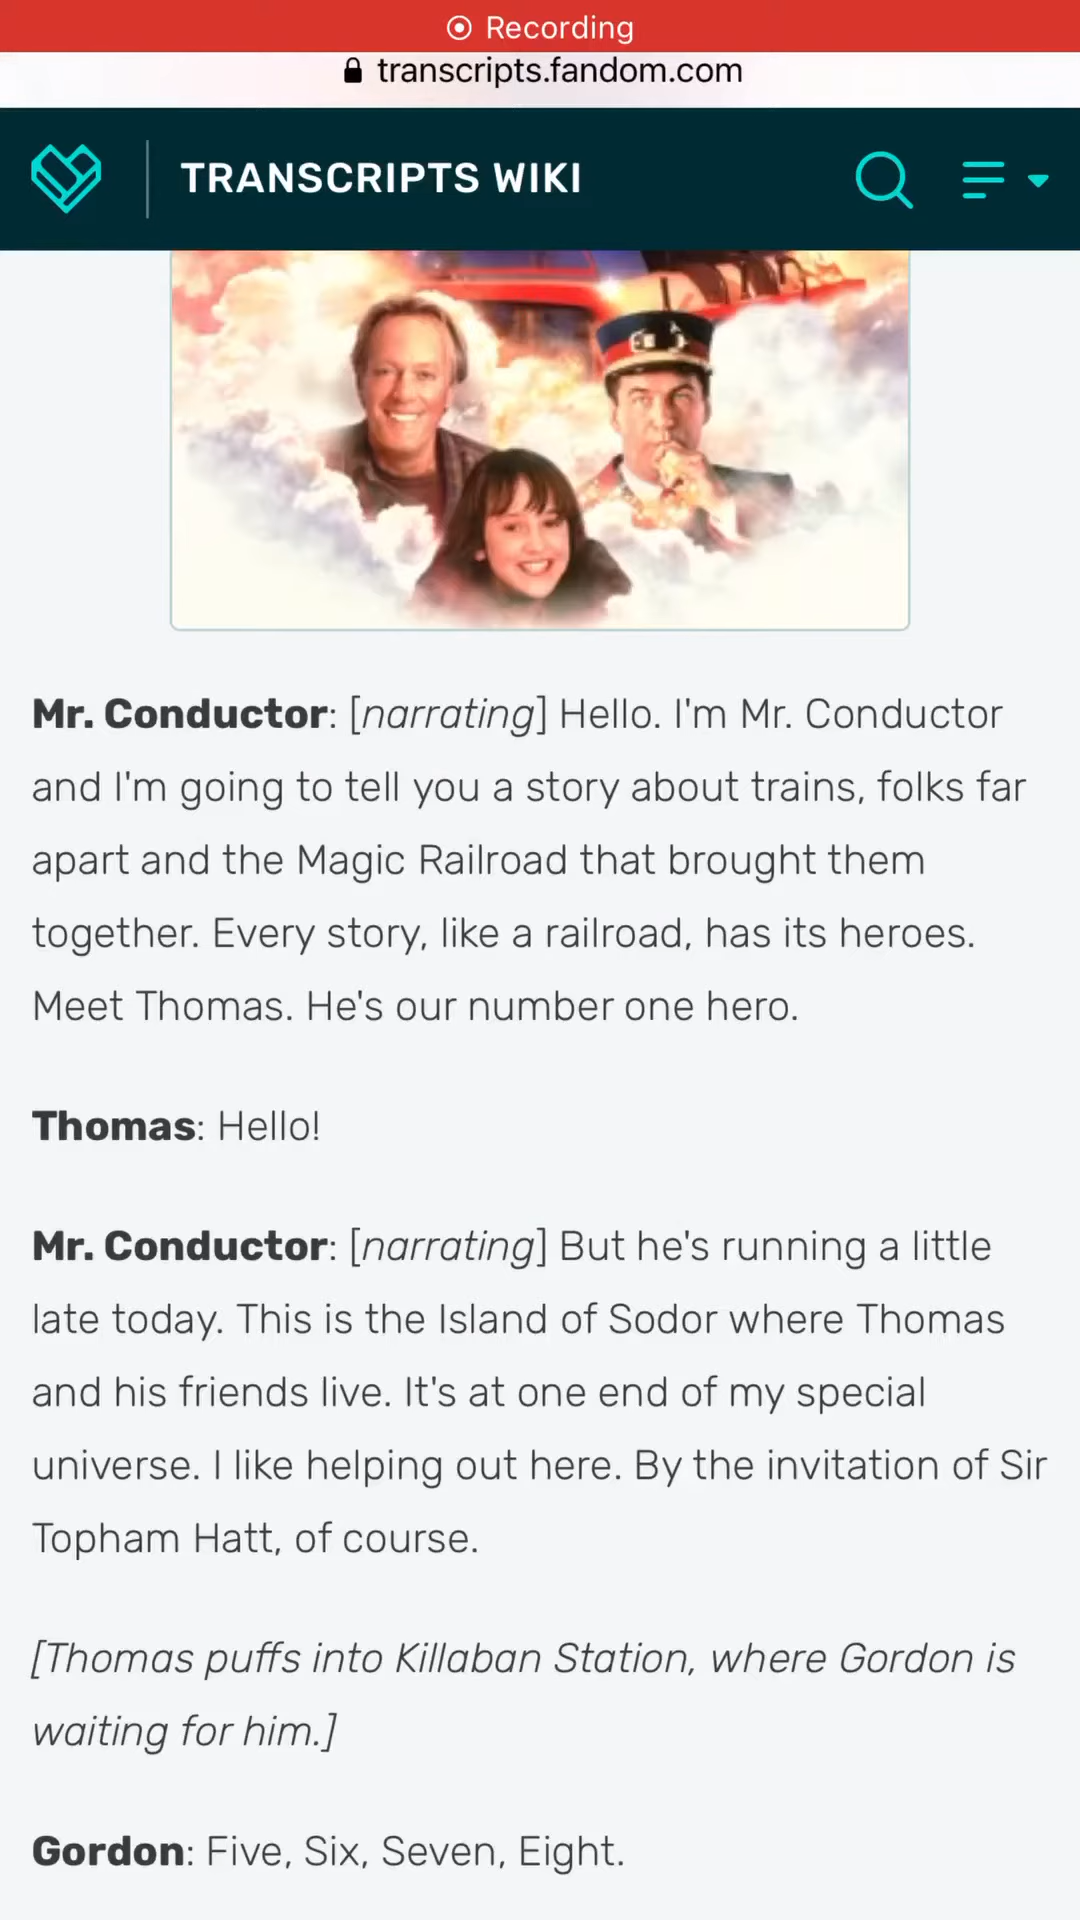 Recording
transcripts.fandom.com
TRANSCRIPTS WIKI
Mr. Conductor: [narrating] Hello. I'm Mr. Conductor
and I'm going to tell you a story about trains, folks far
apart and the Magic Railroad that brought them
together. Every story, like a railroad, has its heroes.
Meet Thomas. He's our number one hero.
Thomas: Hello!
Mr. Conductor: [narrating] But he's running a little
late today. This is the Island of Sodor where Thomas
and his friends live. It's at one end of my special
universe. I like helping out here. By the invitation of Sir
Topham Hatt, of course.
[Thomas puffs into Killaban Station, where Gordon is
waiting for him.]
Gordon: Five, Six, Seven, Eight.